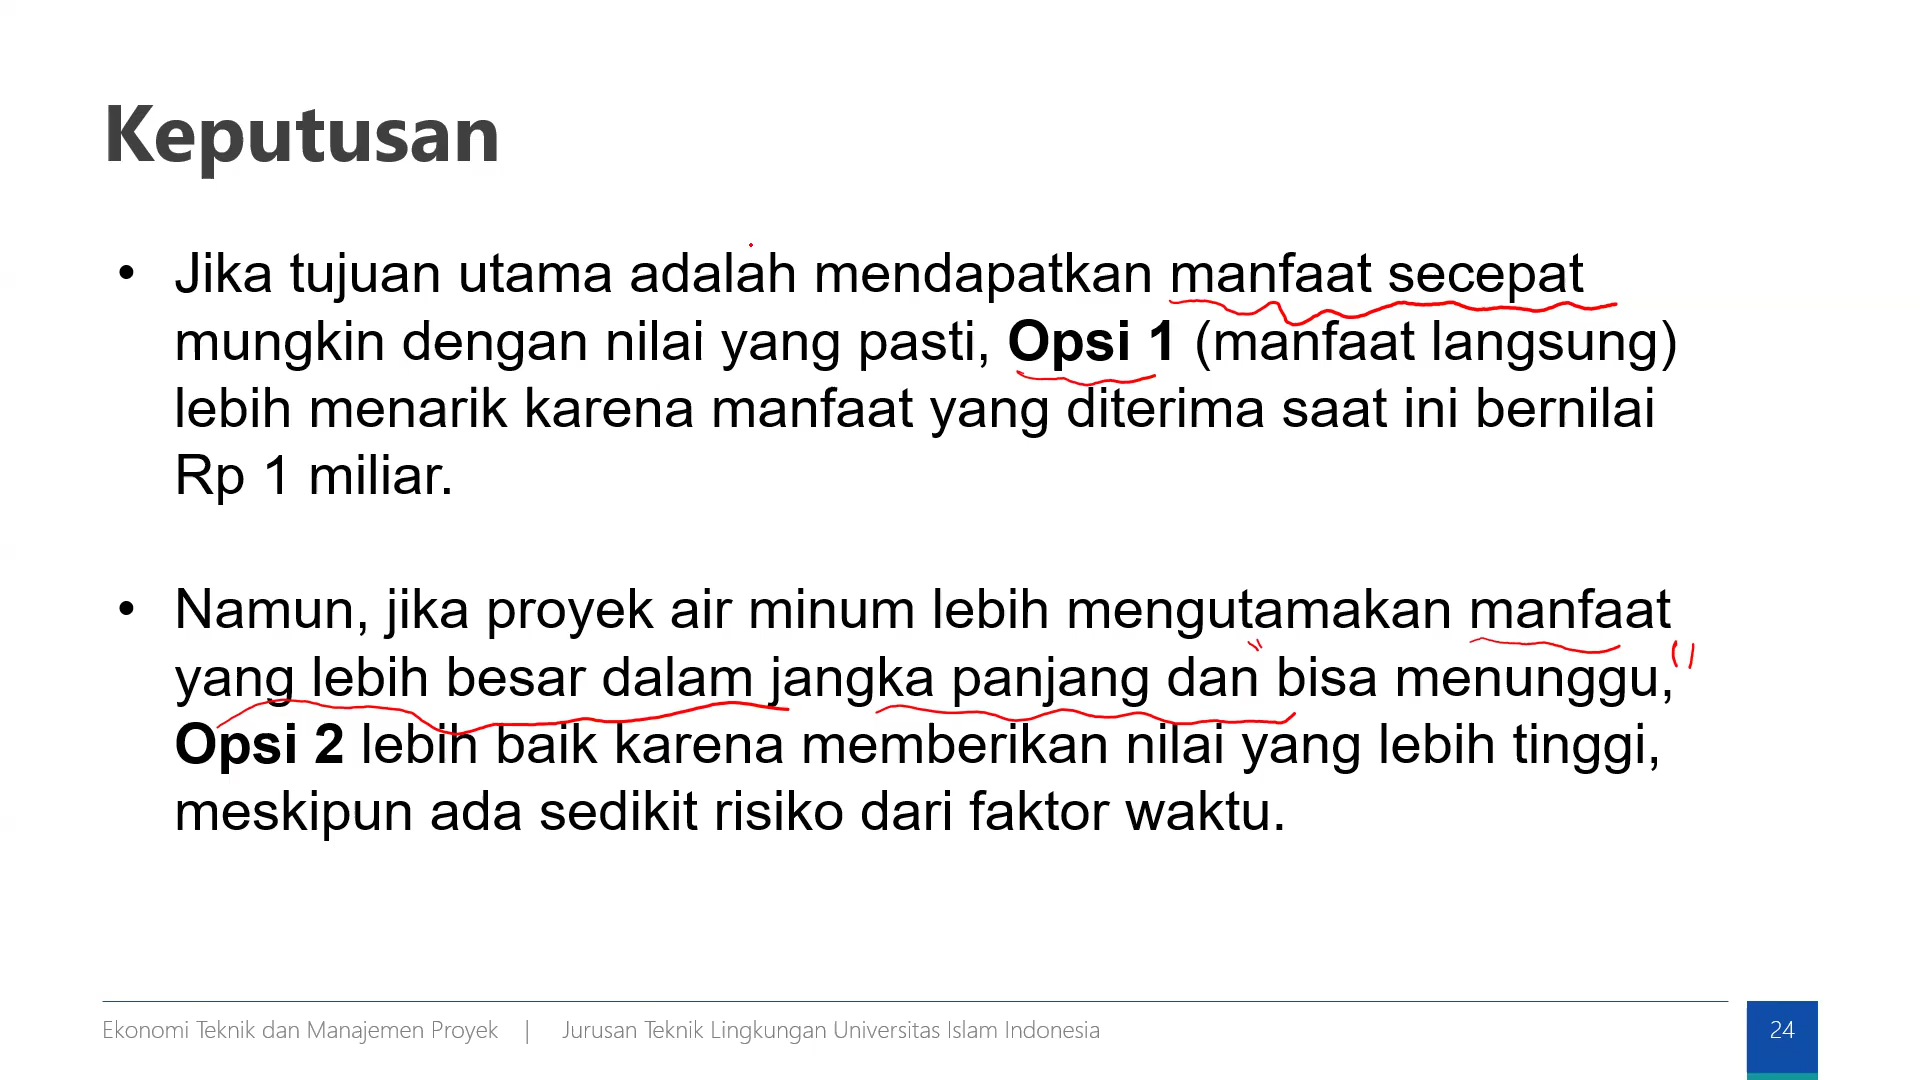 Keputusan
• Jika tujuan utama adalah mendapatkan manfaat secepat
mungkin dengan nilai yang pasti, Opsi 1 (manfaat langsung)
lebih menarik karena manfaat yang diterima saat ini bernilai
Rp 1 miliar.
• Namun, jika proyek air minum lebih mengutamakan manfaat
yang lebih besar dalam jangka panjang dan bisa menunggu,
Opsi 2 lebih baik karena memberikan nilai yang lebih tinggi,
meskipun ada sedikit risiko dari faktor waktu.
Ekonomi Teknik dan Manajemen Proyek | Jurusan Teknik Lingkungan Universitas Islam Indonesia
24